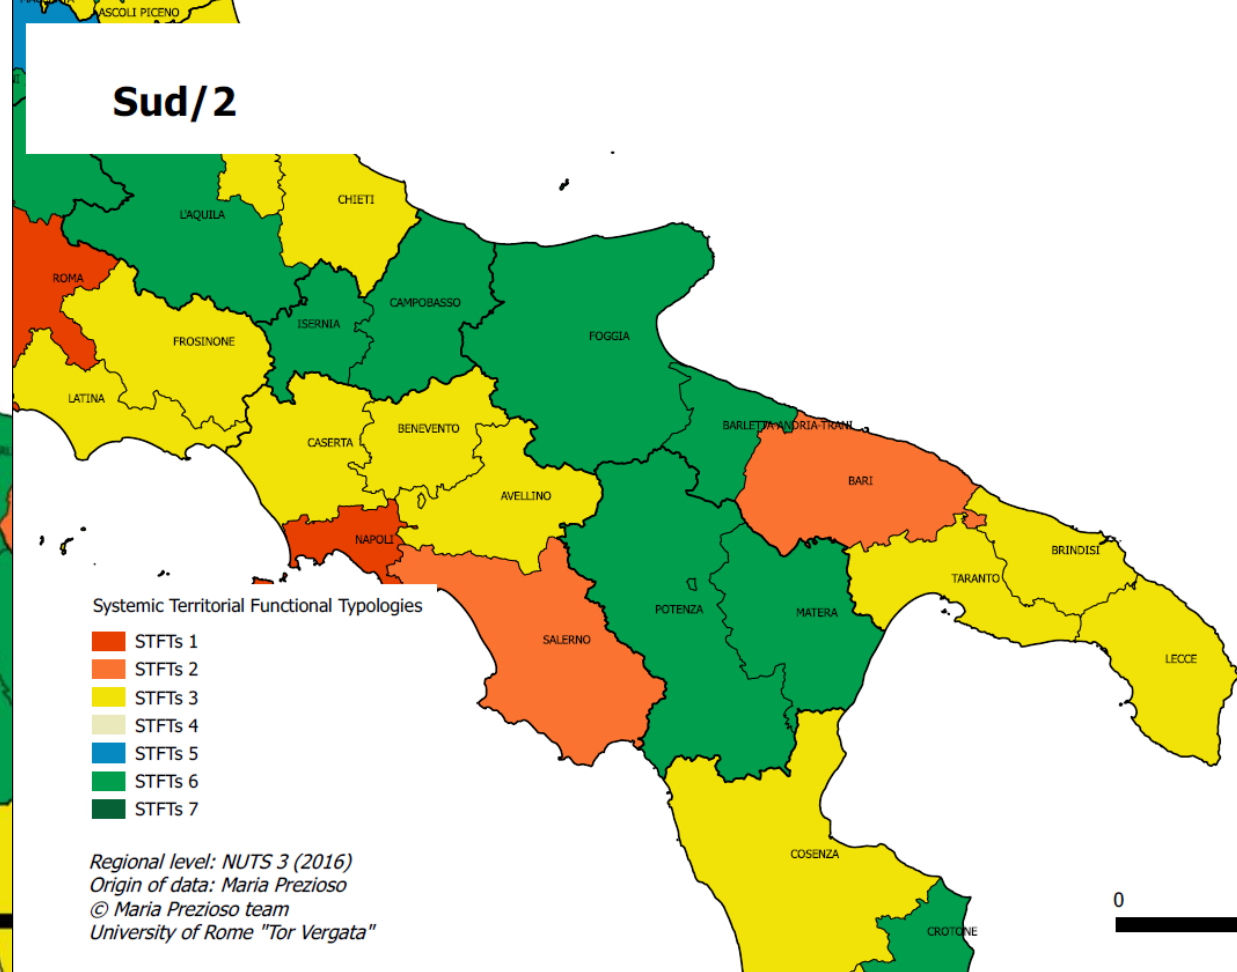 ASCOLI PICENO
Sud/2
CHIETI
L'AQUILA
ROMA
CAMPOBASSO
ISERNIA
FOGGIA
FROSINONE
LATINA
BARLETTA-ANDRIA-TRANI
BENEVENTO
CASERTA
BARI
AVELLINO
NAPOLI
BRINDISI
TARANTO
POTENZA
MATERA
SALERNO
LECCE
Systemic Territorial Functional Typologies
STFTs 1
STFTs 2
STFTs 3
STFTs 4
STFTs 5
STFTs 6
STFTs 7
COSENZA
Regional level: NUTS 3 (2016)
Origin of data: Maria Prezioso
© Maria Prezioso team
University of Rome "Tor Vergata"
0
CROTONE